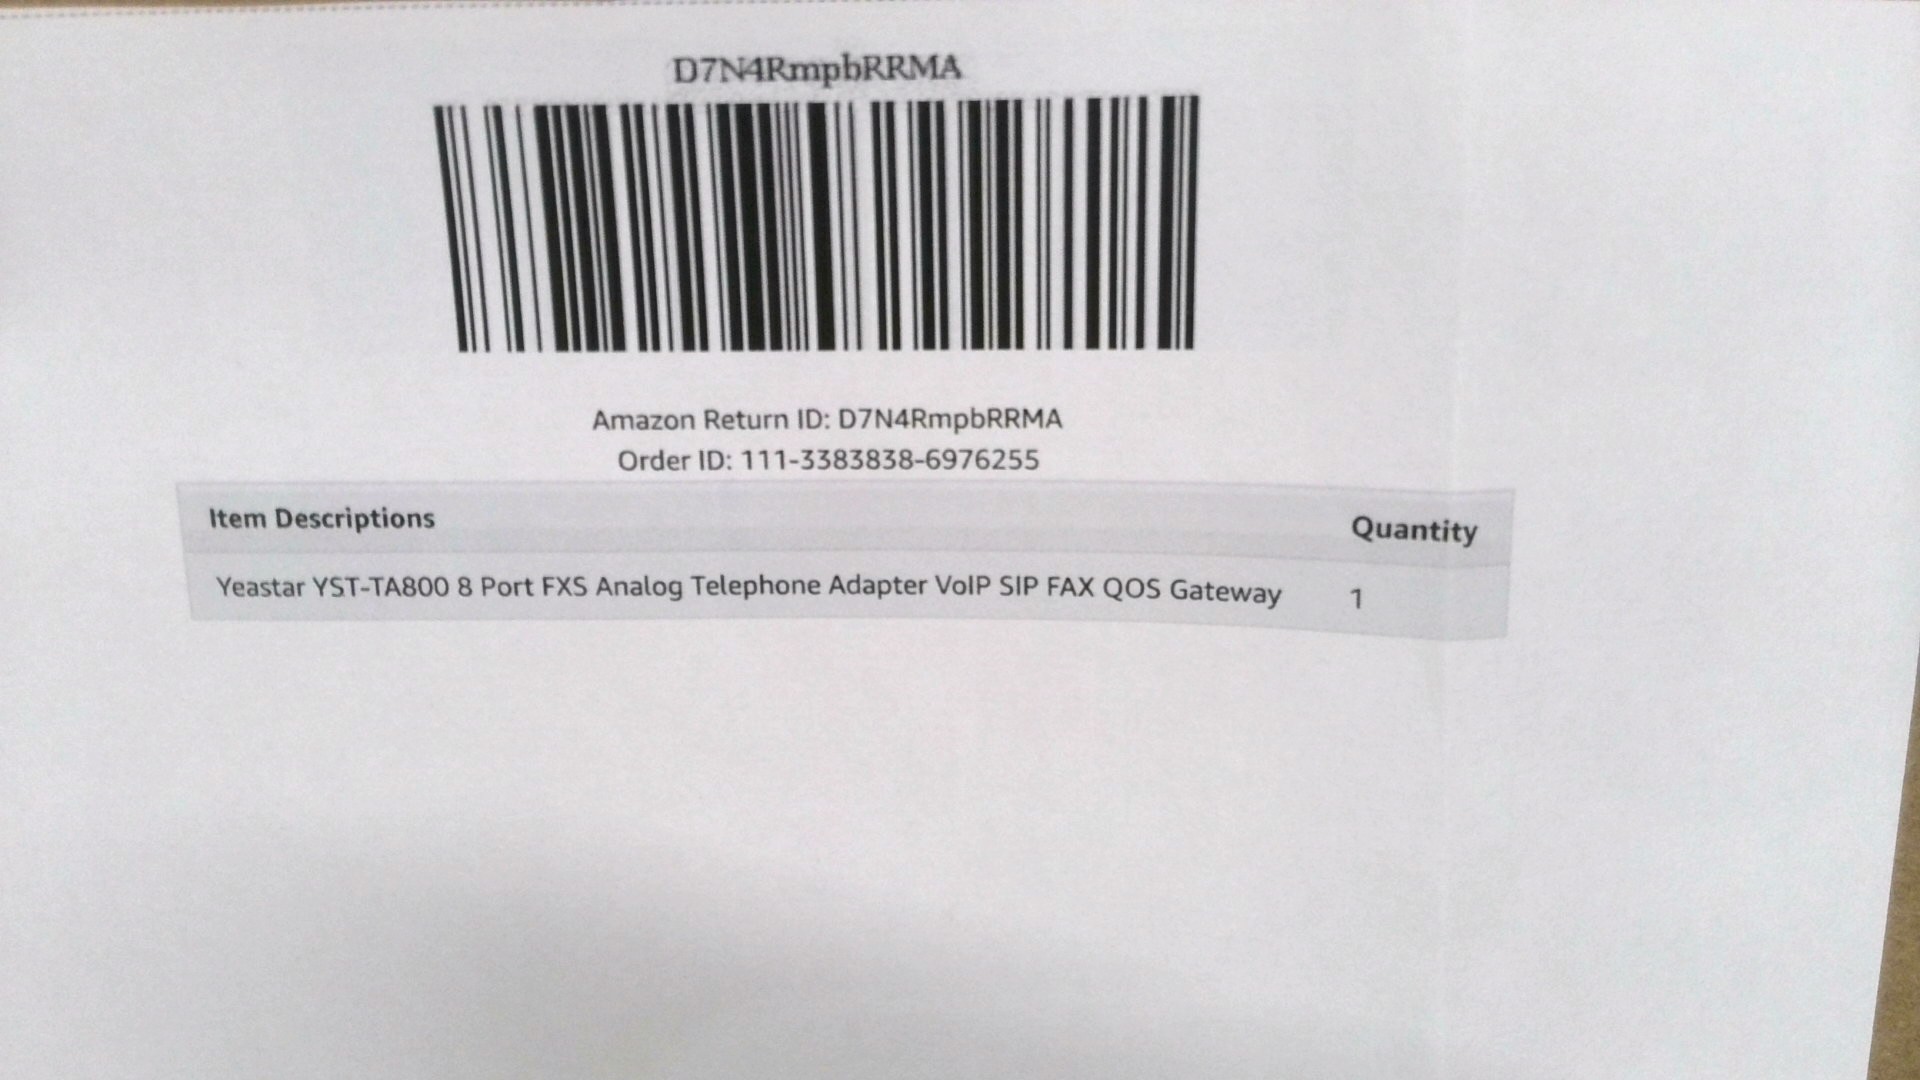 D7N4RmpbRRMA
Amazon Return ID: D7N4RmpbRRMA
Order ID: 111-3383838-6976255
Item Descriptions Quantity
Yeastar YST-TA800 8 Port FXS Analog Telephone Adapter VoIP SIP FAX QOS Gateway 1